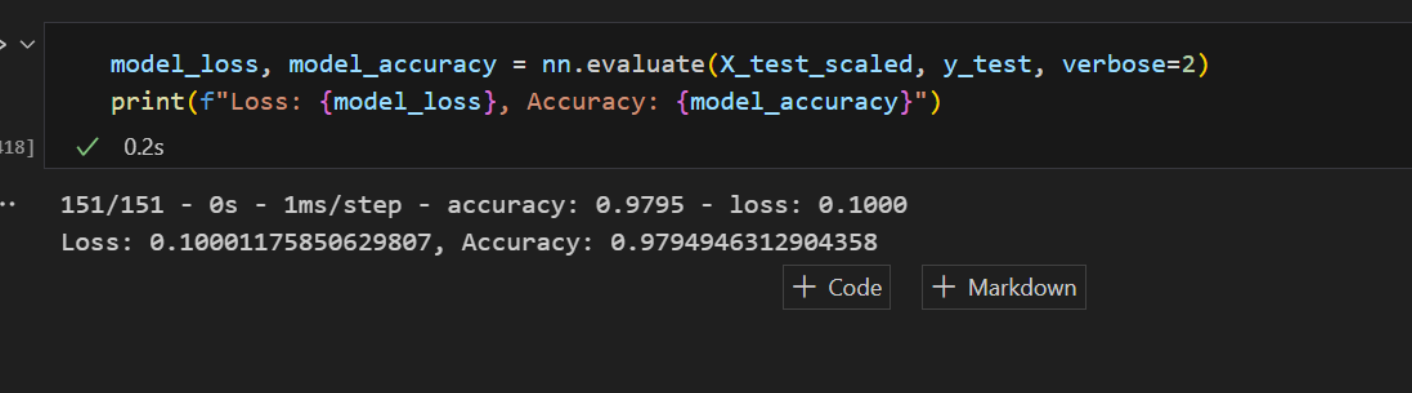 model_loss, model_accuracy = nn.evaluate(X_test_scaled, y_test, verbose=2)
print(f"Loss: {model_loss}, Accuracy: {model_accuracy}")
418] ✓ 0.2s
151/151 - 0s - 1ms/step - accuracy: 0.9795 - loss: 0.1000
Loss: 0.10001175850629807, Accuracy: 0.9794946312904358
+ Code + Markdown